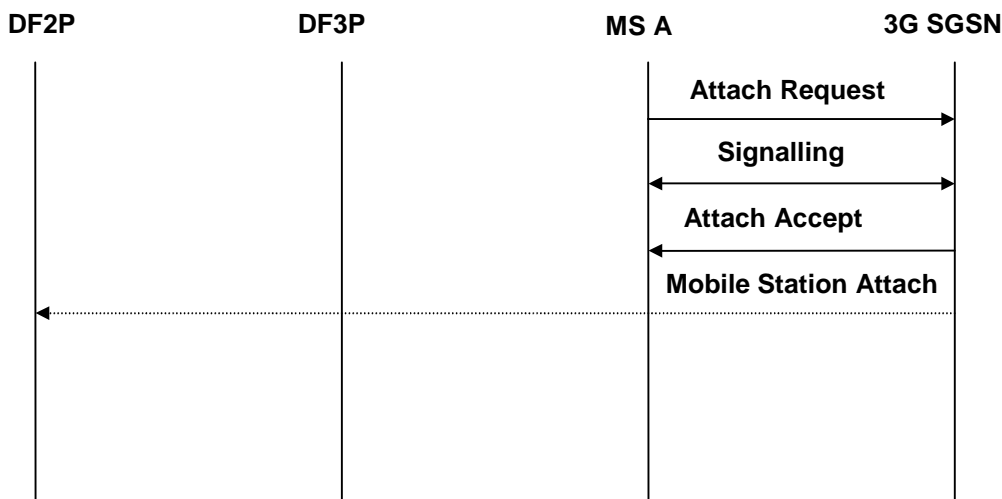 DF2P DF3P MS A 3G SGSN
Attach Request
Signalling
Attach Accept
Mobile Station Attach